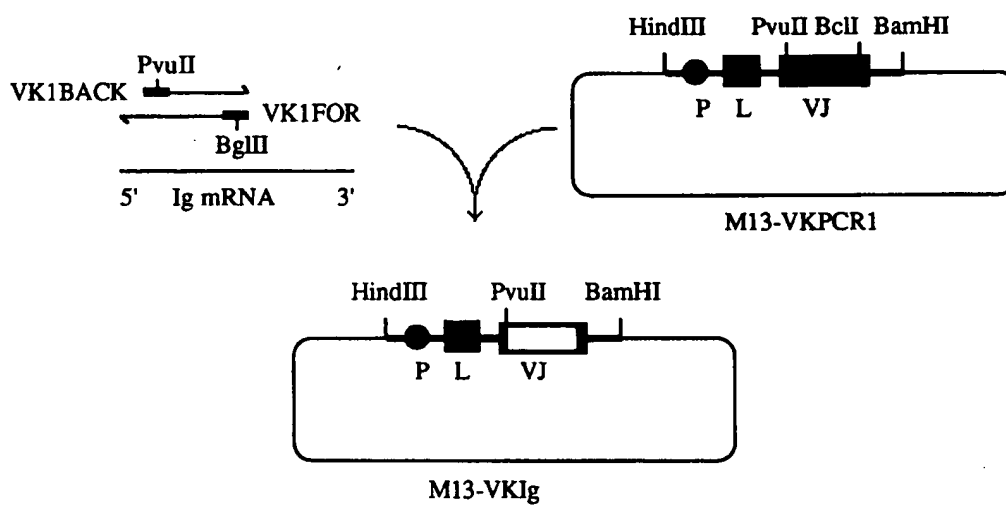 PvuII
VK1BACK
VK1FOR
BglII
5' Ig mRNA 3'
HindIII PvuII BclI BamHI
P L VJ
M13-VKPCR1
HindIII PvuII BamHI
P L VJ
M13-VKIg